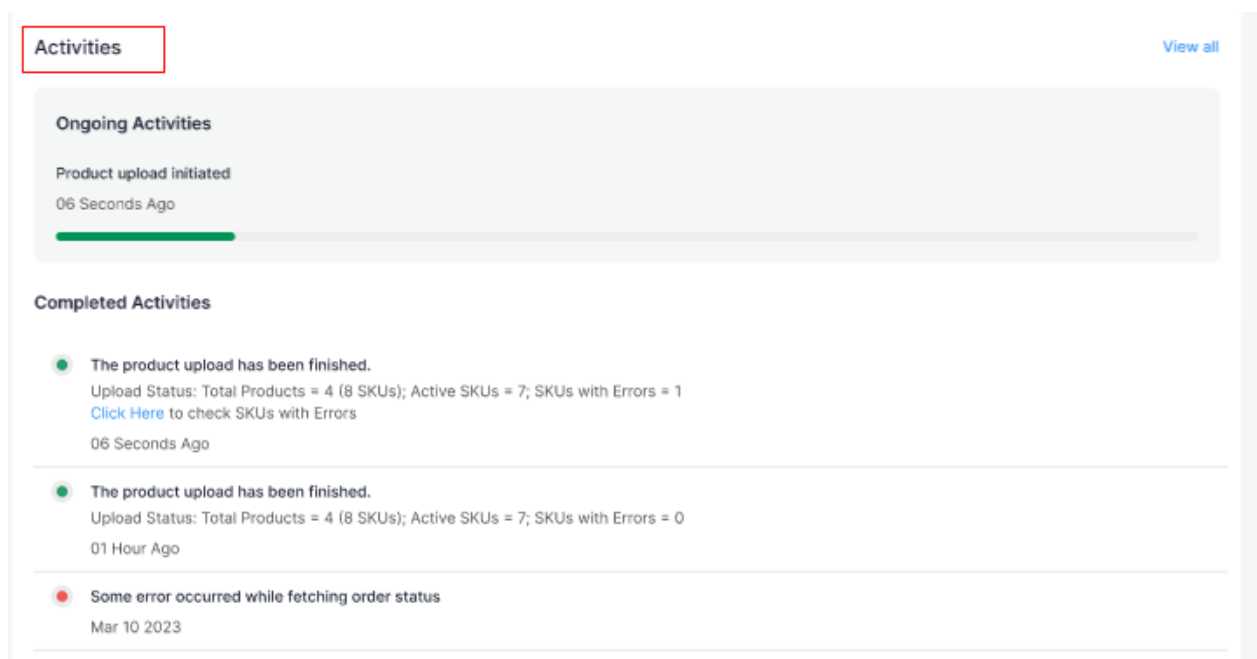 Activities
View all
Ongoing Activities
Product upload initiated
06 Seconds Ago
Completed Activities
The product upload has been finished.
Upload Status: Total Products = 4 (8 SKUs); Active SKUs = 7; SKUs with Errors = 1
Click Here to check SKUs with Errors
06 Seconds Ago
The product upload has been finished.
Upload Status: Total Products = 4 (8 SKUs); Active SKUs = 7; SKUs with Errors = 0
01 Hour Ago
Some error occurred while fetching order status
Mar 10 2023